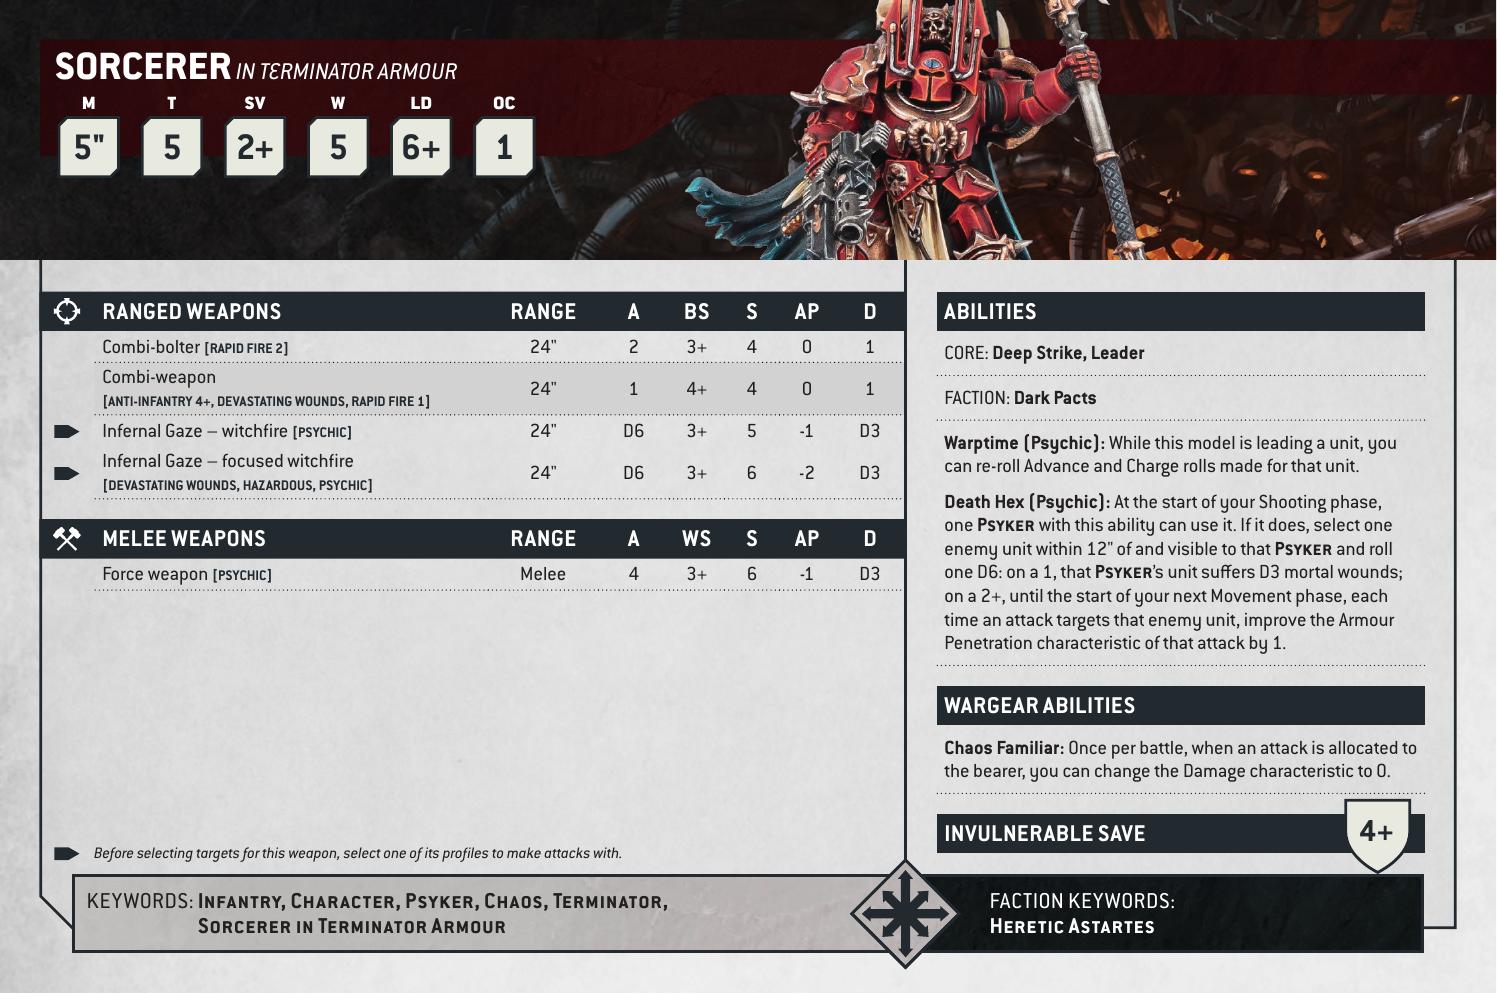 SORCERER IN TERMINATOR ARMOUR
M T SV W LD OC
5" 5 2+ 5 6+ 1
RANGED WEAPONS RANGE A BS S AP D
Combi-bolter [RAPID FIRE 2] 24" 2 3+ 4 0 1
Combi-weapon
[ANTI-INFANTRY 4+, DEVASTATING WOUNDS, RAPID FIRE 1] 24" 1 4+ 4 0 1
Infernal Gaze – witchfire [PSYCHIC] 24" D6 3+ 5 -1 D3
Infernal Gaze – focused witchfire
[DEVASTATING WOUNDS, HAZARDOUS, PSYCHIC] 24" D6 3+ 6 -2 D3
MELEE WEAPONS RANGE A WS S AP D
Force weapon [PSYCHIC] Melee 4 3+ 6 -1 D3
Before selecting targets for this weapon, select one of its profiles to make attacks with.
ABILITIES
CORE: Deep Strike, Leader
FACTION: Dark Pacts
Warptime (Psychic): While this model is leading a unit, you
can re-roll Advance and Charge rolls made for that unit.
Death Hex (Psychic): At the start of your Shooting phase,
one PSYKER with this ability can use it. If it does, select one
enemy unit within 12" of and visible to that PSYKER and roll
one D6: on a 1, that PSYKER's unit suffers D3 mortal wounds;
on a 2+, until the start of your next Movement phase, each
time an attack targets that enemy unit, improve the Armour
Penetration characteristic of that attack by 1.
WARGEAR ABILITIES
Chaos Familiar: Once per battle, when an attack is allocated to
the bearer, you can change the Damage characteristic to 0.
INVULNERABLE SAVE 4+
KEYWORDS: INFANTRY, CHARACTER, PSYKER, CHAOS, TERMINATOR,
SORCERER IN TERMINATOR ARMOUR
FACTION KEYWORDS:
HERETIC ASTARTES